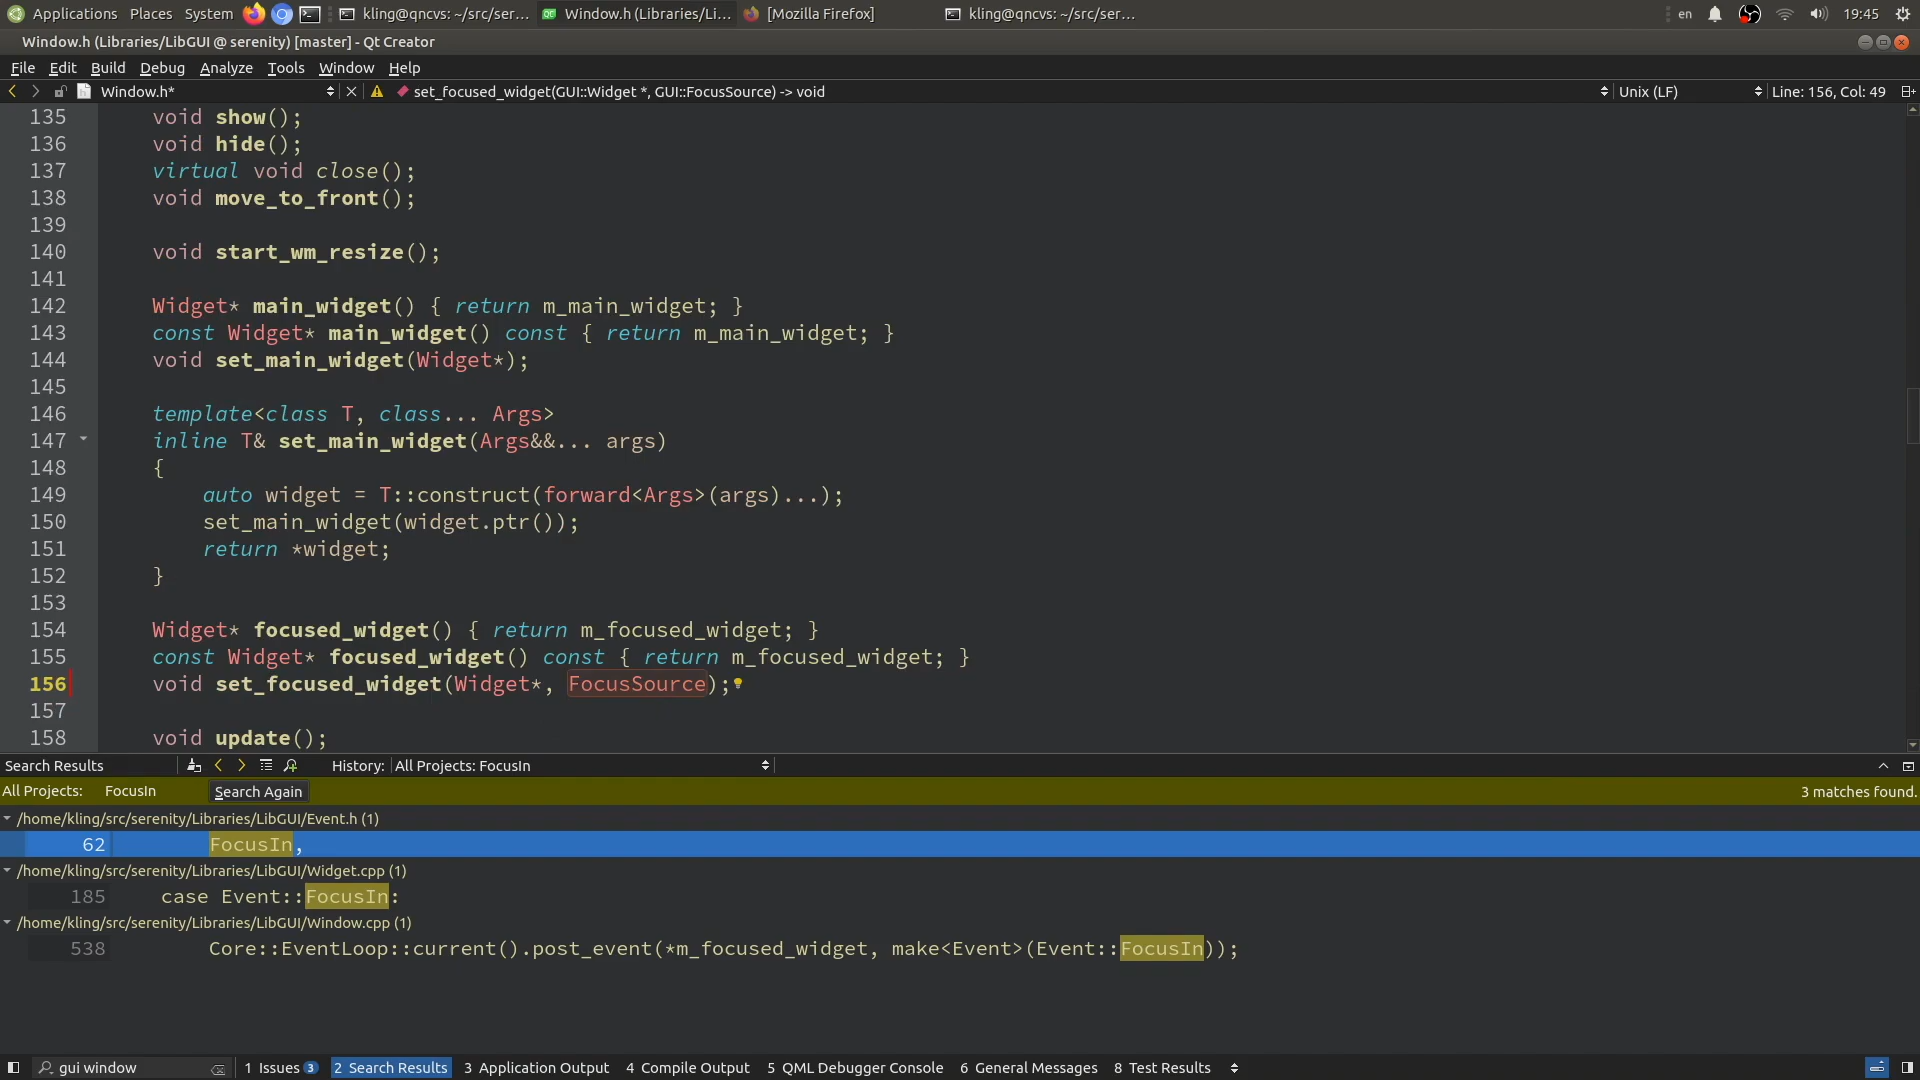 Applications Places System kling@qncvs: ~/src/ser... Window.h (Libraries/Li... [Mozilla Firefox] kling@qncvs: ~/src/ser... en 19:45
Window.h (Libraries/LibGUI @ serenity) [master] - Qt Creator
File Edit Build Debug Analyze Tools Window Help
Window.h* set_focused_widget(GUI::Widget *, GUI::FocusSource) -> void Unix (LF) Line: 156, Col: 49
135 void show();
136 void hide();
137 virtual void close();
138 void move_to_front();
139
140 void start_wm_resize();
141
142 Widget* main_widget() { return m_main_widget; }
143 const Widget* main_widget() const { return m_main_widget; }
144 void set_main_widget(Widget*);
145
146 template<class T, class... Args>
147 inline T& set_main_widget(Args&&... args)
148 {
149 auto widget = T::construct(forward<Args>(args)...);
150 set_main_widget(widget.ptr());
151 return *widget;
152 }
153
154 Widget* focused_widget() { return m_focused_widget; }
155 const Widget* focused_widget() const { return m_focused_widget; }
156 void set_focused_widget(Widget*, FocusSource);
157
158 void update();
Search Results History: All Projects: FocusIn
All Projects: FocusIn Search Again 3 matches found.
/home/kling/src/serenity/Libraries/LibGUI/Event.h (1)
62 FocusIn,
/home/kling/src/serenity/Libraries/LibGUI/Widget.cpp (1)
185 case Event::FocusIn:
/home/kling/src/serenity/Libraries/LibGUI/Window.cpp (1)
538 Core::EventLoop::current().post_event(*m_focused_widget, make<Event>(Event::FocusIn));
gui window 1 Issues 3 2 Search Results 3 Application Output 4 Compile Output 5 QML Debugger Console 6 General Messages 8 Test Results